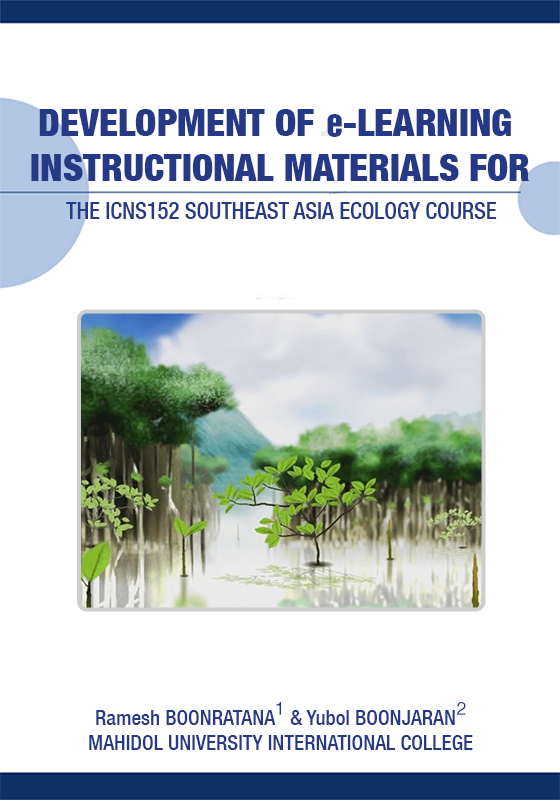 DEVELOPMENT OF e-LEARNING
INSTRUCTIONAL MATERIALS FOR
THE ICNS152 SOUTHEAST ASIA ECOLOGY COURSE
Ramesh BOONRATANA¹ & Yubol BOONJARAN²
MAHIDOL UNIVERSITY INTERNATIONAL COLLEGE